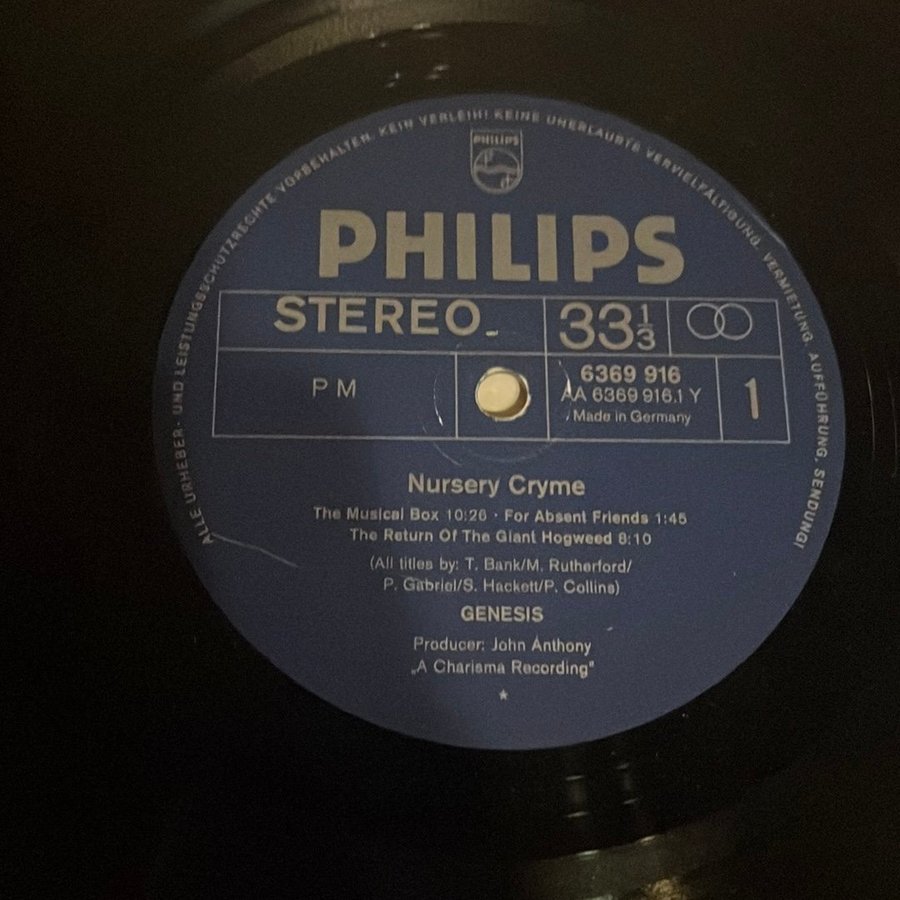 ALLE URHEBER- UND LEISTUNGSSCHUTZRECHTE VORBEHALTEN. KEIN VERLEIH! KEINE UNERLAUBTE VERVIELFÄLTIGUNG, VERMIETUNG, AUFFÜHRUNG, SENDUNG!
PHILIPS
PHILIPS
STEREO 33 1/3
PM 6369 916 1
AA 6369 916.1 Y
Made in Germany
Nursery Cryme
The Musical Box 10:26 · For Absent Friends 1:45
The Return Of The Giant Hogweed 8:10
(All titles by: T. Bank/M. Rutherford/
P. Gabriel/S. Hackett/P. Collins)
GENESIS
Producer: John Anthony
„A Charisma Recording"
*